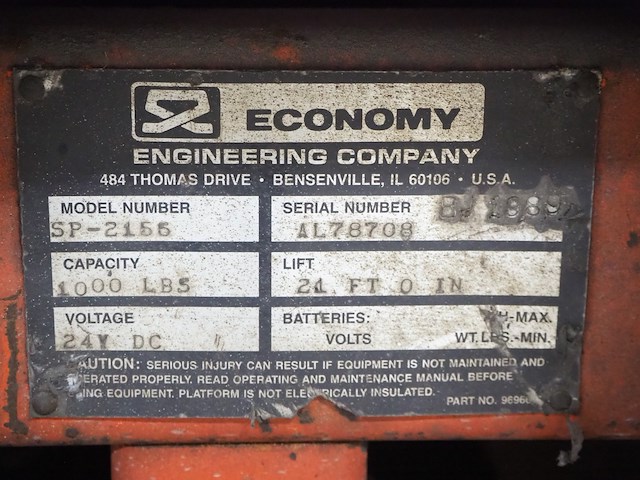 ECONOMY
ENGINEERING COMPANY
484 THOMAS DRIVE • BENSENVILLE, IL 60106 • U.S.A.
MODEL NUMBER SERIAL NUMBER
SP-2156 AL78708
CAPACITY LIFT
1000 LBS 21 FT 0 IN
VOLTAGE BATTERIES: -MAX.
24V DC VOLTS WT.LBS.-MIN.
CAUTION: SERIOUS INJURY CAN RESULT IF EQUIPMENT IS NOT MAINTAINED AND
ERATED PROPERLY. READ OPERATING AND MAINTENANCE MANUAL BEFORE
ING EQUIPMENT. PLATFORM IS NOT ELECTRICALLY INSULATED.
PART NO.